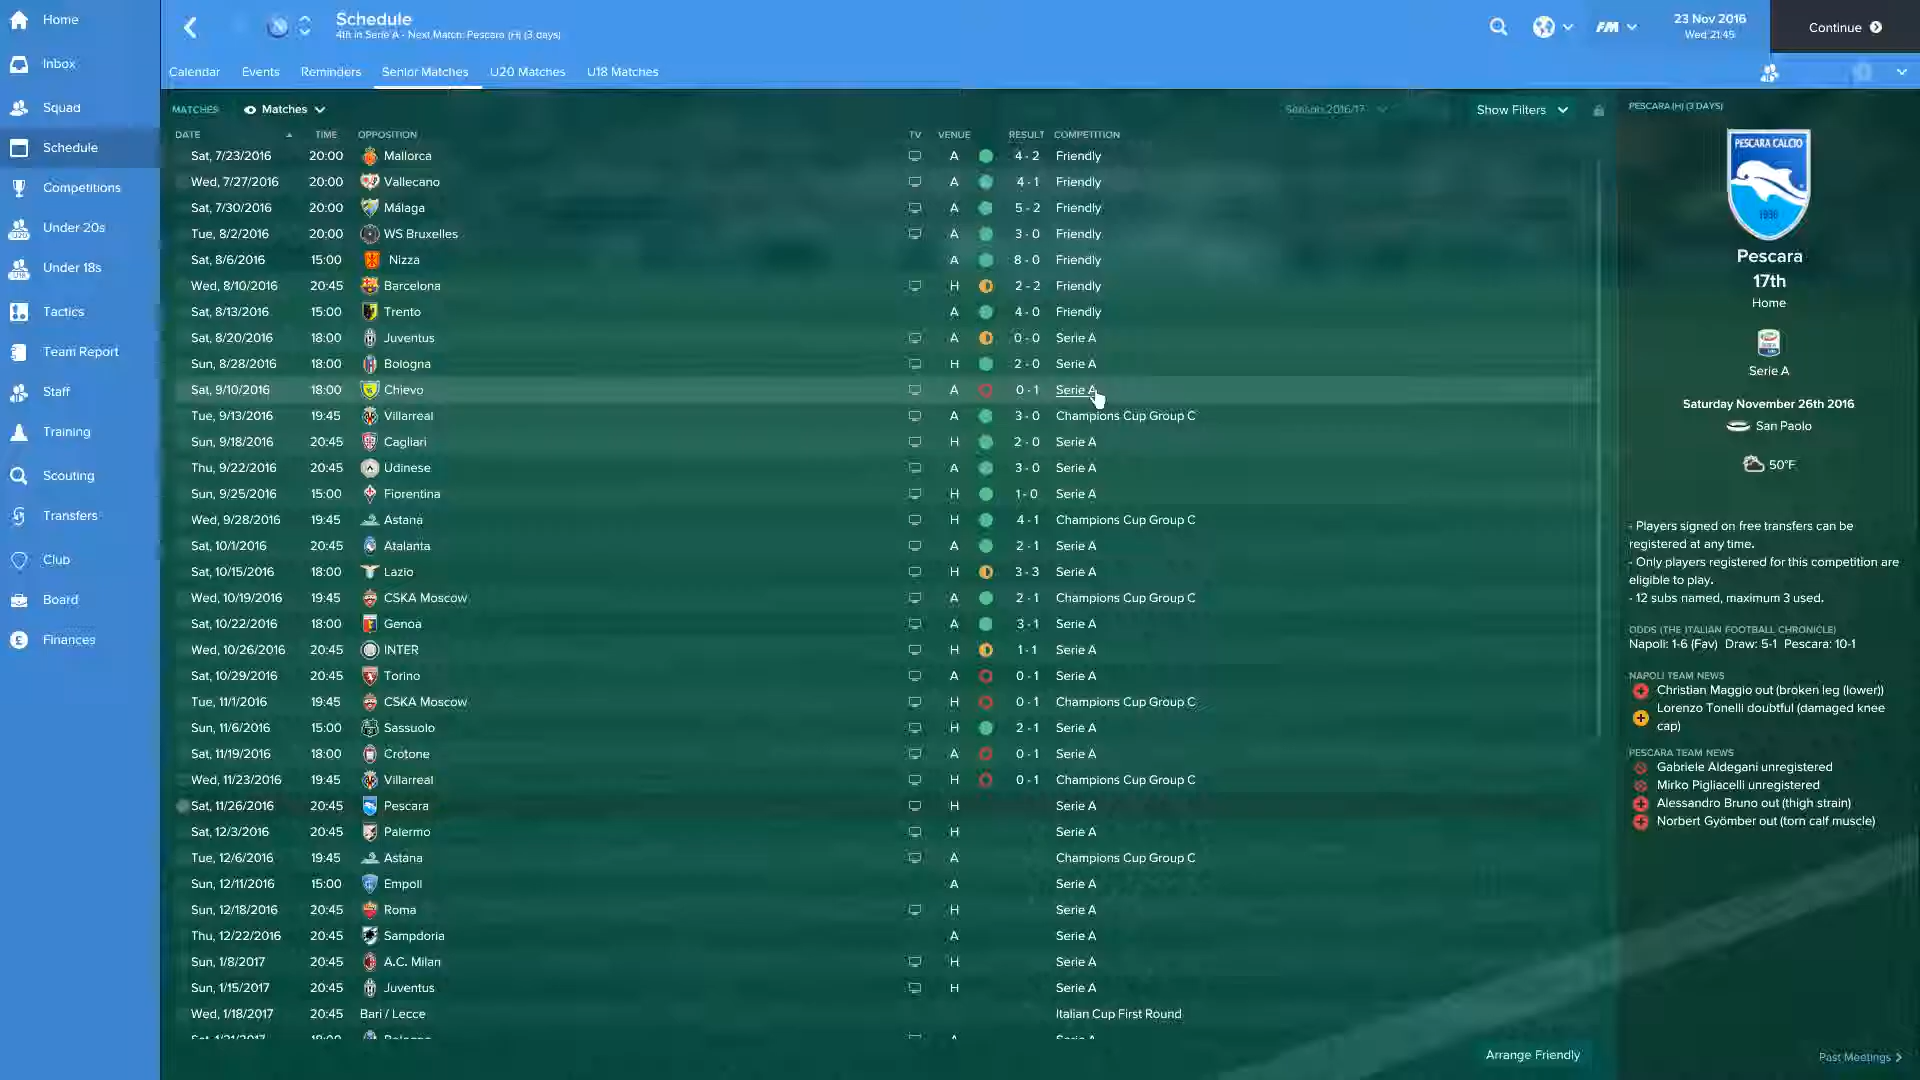 Home
Inbox
Squad
Schedule
Competitions
Under 20s
Under 18s
Tactics
Team Report
Staff
Training
Scouting
Transfers
Club
Board
Finances
Schedule
4th in Serie A - Next Match: Pescara (H) (3 days)
FM
23 Nov 2016
Wed 21:45
Continue
Calendar Events Reminders Senior Matches U20 Matches U18 Matches
MATCHES Matches Season 2016/17 Show Filters
DATE TIME OPPOSITION TV VENUE RESULT COMPETITION
Sat, 7/23/2016 20:00 Mallorca A 4 - 2 Friendly
Wed, 7/27/2016 20:00 Vallecano A 4 - 1 Friendly
Sat, 7/30/2016 20:00 Málaga A 5 - 2 Friendly
Tue, 8/2/2016 20:00 WS Bruxelles A 3 - 0 Friendly
Sat, 8/6/2016 15:00 Nizza A 8 - 0 Friendly
Wed, 8/10/2016 20:45 Barcelona H 2 - 2 Friendly
Sat, 8/13/2016 15:00 Trento A 4 - 0 Friendly
Sat, 8/20/2016 18:00 Juventus A 0 - 0 Serie A
Sun, 8/28/2016 18:00 Bologna H 2 - 0 Serie A
Sat, 9/10/2016 18:00 Chievo A 0 - 1 Serie A
Tue, 9/13/2016 19:45 Villarreal A 3 - 0 Champions Cup Group C
Sun, 9/18/2016 20:45 Cagliari H 2 - 0 Serie A
Thu, 9/22/2016 20:45 Udinese A 3 - 0 Serie A
Sun, 9/25/2016 15:00 Fiorentina H 1 - 0 Serie A
Wed, 9/28/2016 19:45 Astana H 4 - 1 Champions Cup Group C
Sat, 10/1/2016 20:45 Atalanta A 2 - 1 Serie A
Sat, 10/15/2016 18:00 Lazio H 3 - 3 Serie A
Wed, 10/19/2016 19:45 CSKA Moscow A 2 - 1 Champions Cup Group C
Sat, 10/22/2016 18:00 Genoa A 3 - 1 Serie A
Wed, 10/26/2016 20:45 INTER H 1 - 1 Serie A
Sat, 10/29/2016 20:45 Torino A 0 - 1 Serie A
Tue, 11/1/2016 19:45 CSKA Moscow H 0 - 1 Champions Cup Group C
Sun, 11/6/2016 15:00 Sassuolo H 2 - 1 Serie A
Sat, 11/19/2016 18:00 Crotone A 0 - 1 Serie A
Wed, 11/23/2016 19:45 Villarreal H 0 - 1 Champions Cup Group C
Sat, 11/26/2016 20:45 Pescara H Serie A
Sat, 12/3/2016 20:45 Palermo H Serie A
Tue, 12/6/2016 19:45 Astana A Champions Cup Group C
Sun, 12/11/2016 15:00 Empoli A Serie A
Sun, 12/18/2016 20:45 Roma H Serie A
Thu, 12/22/2016 20:45 Sampdoria A Serie A
Sun, 1/8/2017 20:45 A.C. Milan H Serie A
Sun, 1/15/2017 20:45 Juventus H Serie A
Wed, 1/18/2017 20:45 Bari / Lecce Italian Cup First Round
Arrange Friendly
PESCARA (H) (3 DAYS)
PESCARA CALCIO
1936
Pescara
17th
Home
Serie A
Saturday November 26th 2016
San Paolo
50°F
- Players signed on free transfers can be
registered at any time.
- Only players registered for this competition are
eligible to play.
- 12 subs named, maximum 3 used.
ODDS (THE ITALIAN FOOTBALL CHRONICLE)
Napoli: 1-6 (Fav) Draw: 5-1 Pescara: 10-1
NAPOLI TEAM NEWS
Christian Maggio out (broken leg (lower))
Lorenzo Tonelli doubtful (damaged knee
cap)
PESCARA TEAM NEWS
Gabriele Aldegani unregistered
Mirko Pigliacelli unregistered
Alessandro Bruno out (thigh strain)
Norbert Gyömber out (torn calf muscle)
Past Meetings